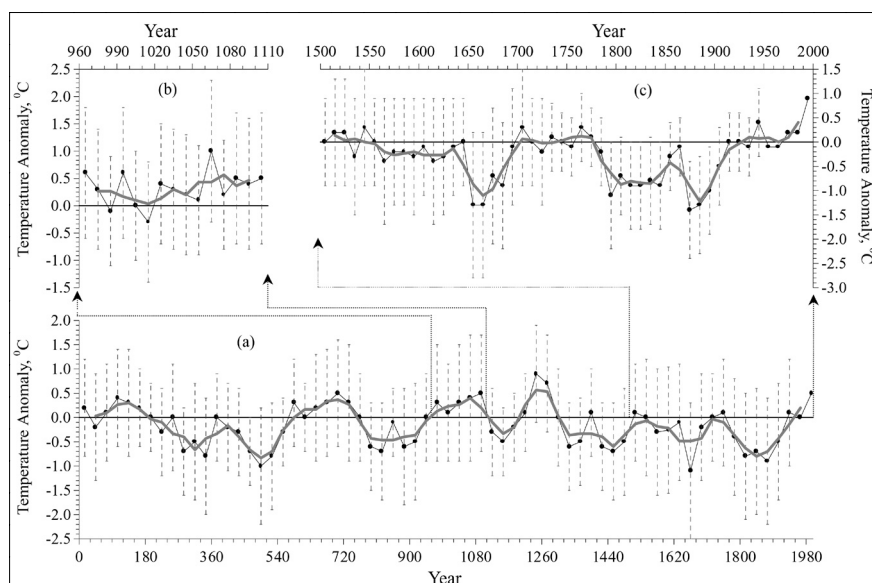 Year Year
960 990 1020 1050 1080 1110 1500 1550 1600 1650 1700 1750 1800 1850 1900 1950 2000
2.5 1.5
(b) (c)
2.0 1.0
1.5 0.5
1.0 0.0
0.5 -0.5
0.0 -1.0
-0.5 -1.5
-1.0 -2.0
-2.5
-1.5 -3.0
Temperature Anomaly, ⁰C
Temperature Anomaly, ⁰C
2.0
(a)
1.5
1.0
0.5
0.0
-0.5
-1.0
-1.5
-2.0
-2.5
Temperature Anomaly, ⁰C
0 180 360 540 720 900 1080 1260 1440 1620 1800 1980
Year